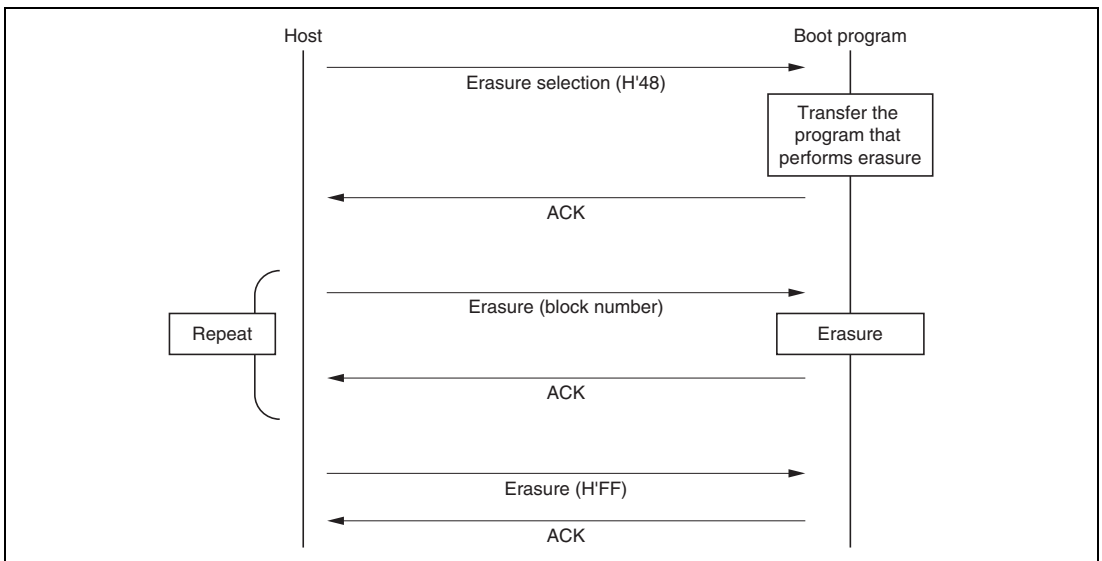 Host
Boot program
Erasure selection (H'48)
Transfer the
program that
performs erasure
ACK
Erasure (block number)
Repeat
Erasure
ACK
Erasure (H'FF)
ACK